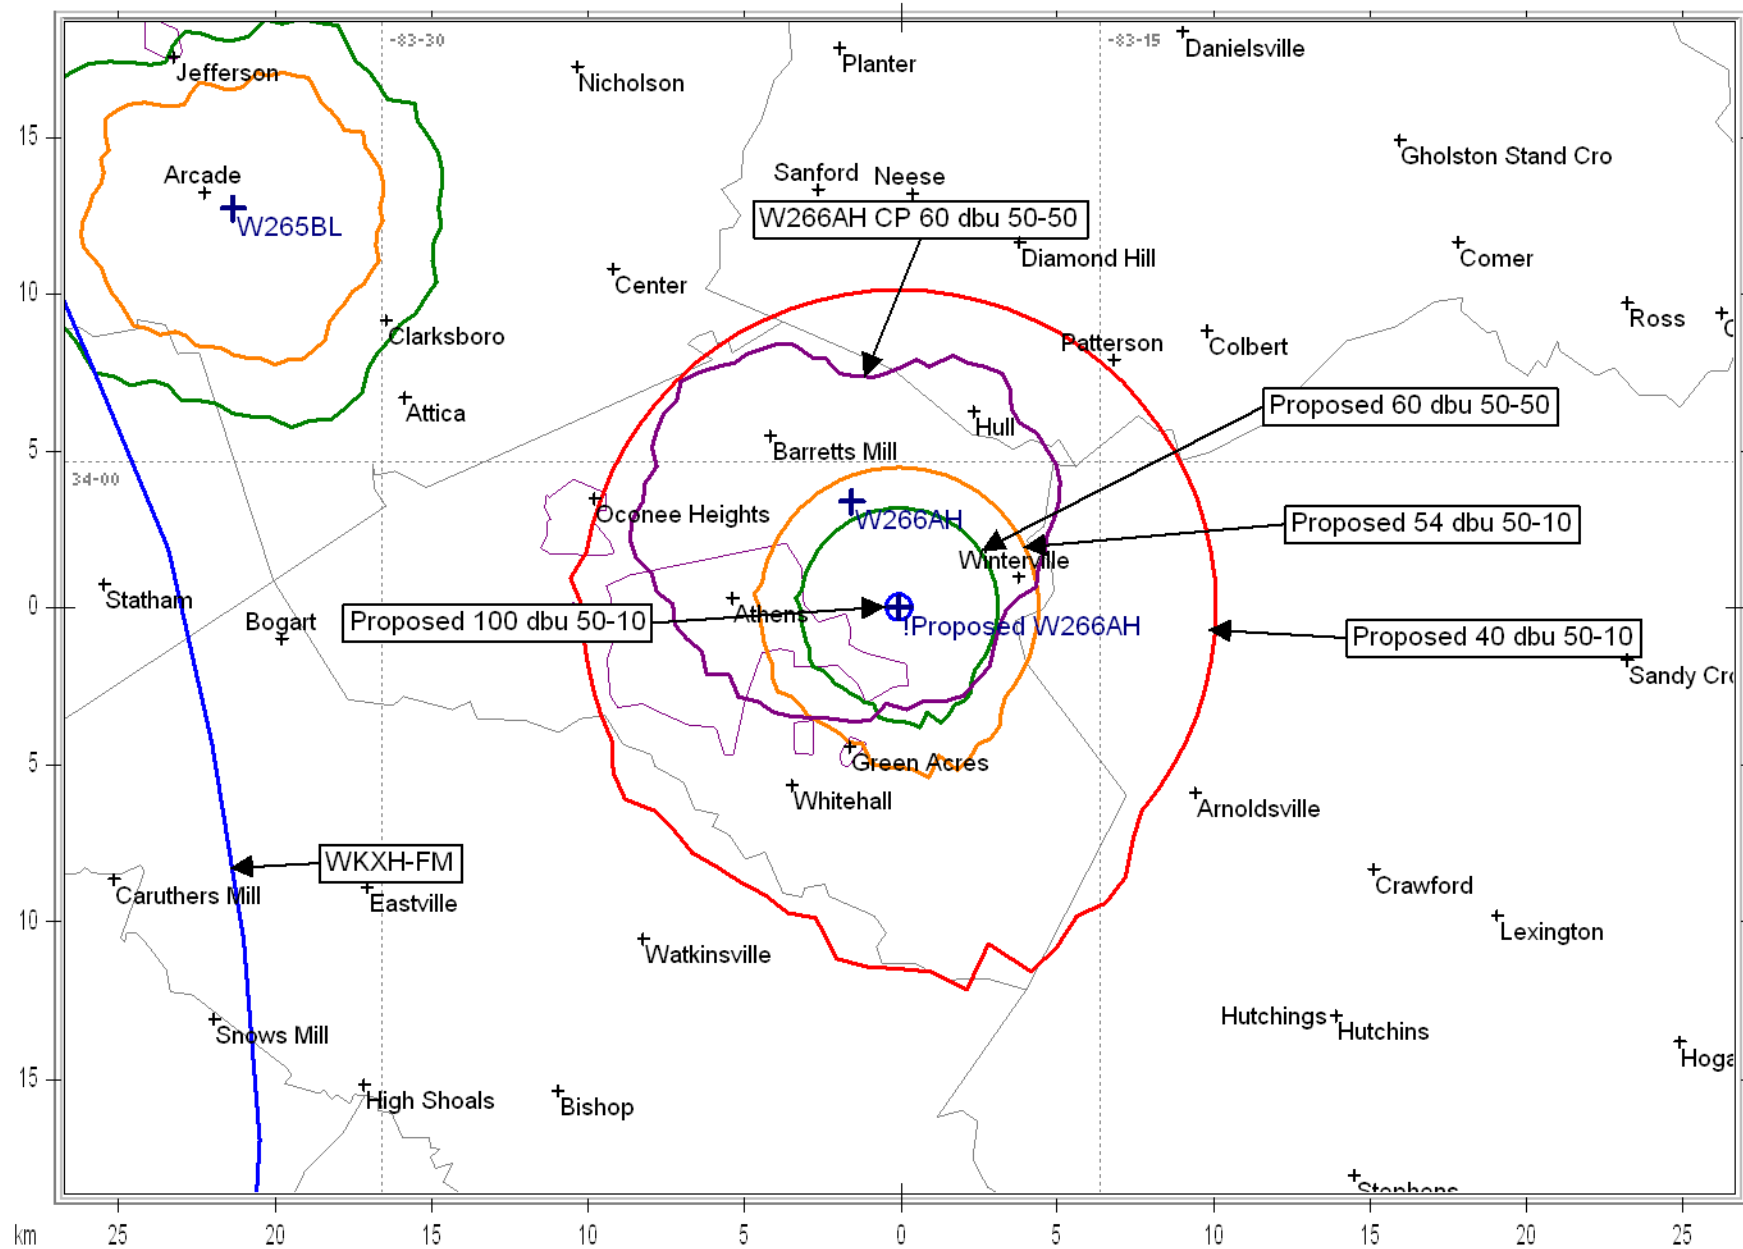 -83-30
-83-15
Danielsville
Planter
Jefferson
Nicholson
15
Gholston Stand Cro
Arcade
Sanford
Neese
W265BL
W266AH CP 60 dbu 50-50
Diamond Hill
Comer
Center
10
Ross
C
Clarksboro
Patterson
Colbert
Attica
Proposed 60 dbu 50-50
Hull
5
Barretts Mill
34-00
Oconee Heights
W266AH
Proposed 54 dbu 50-10
Winterville
Statham
0
Athens
Bogart
Proposed 100 dbu 50-10
!Proposed W266AH
Proposed 40 dbu 50-10
Sandy Cro
5
Green Acres
Whitehall
Arnoldsville
WKXH-FM
Caruthers Mill
Eastville
Crawford
10
Lexington
Watkinsville
Snows Mill
Hutchings
Hutchins
Hoga
15
High Shoals
Bishop
Stephens
km 25 20 15 10 5 0 5 10 15 20 25